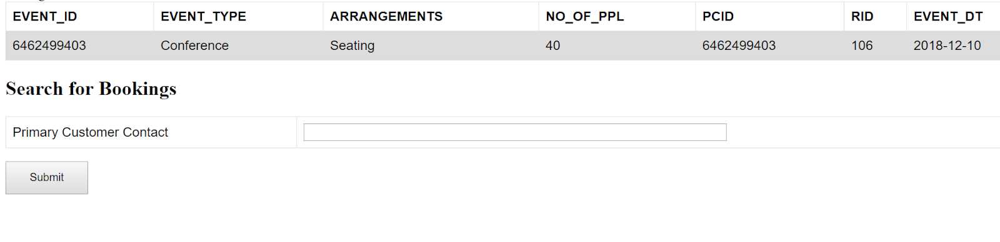 EVENT_ID EVENT_TYPE ARRANGEMENTS NO_OF_PPL PCID RID EVENT_DT
6462499403 Conference Seating 40 6462499403 106 2018-12-10
Search for Bookings
Primary Customer Contact
Submit